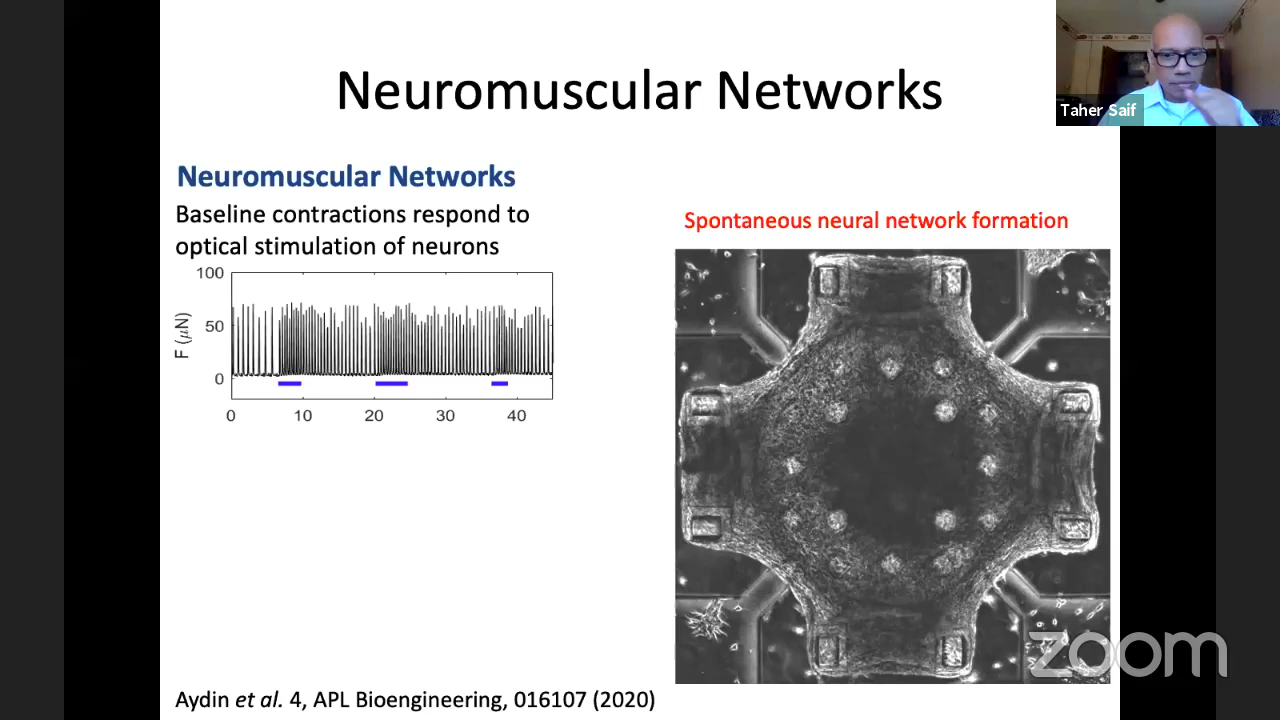 Neuromuscular Networks
Taher Saif
Neuromuscular Networks
Baseline contractions respond to
optical stimulation of neurons
Spontaneous neural network formation
100
50
0
F (μN)
0 10 20 30 40
zoom
Aydin et al. 4, APL Bioengineering, 016107 (2020)